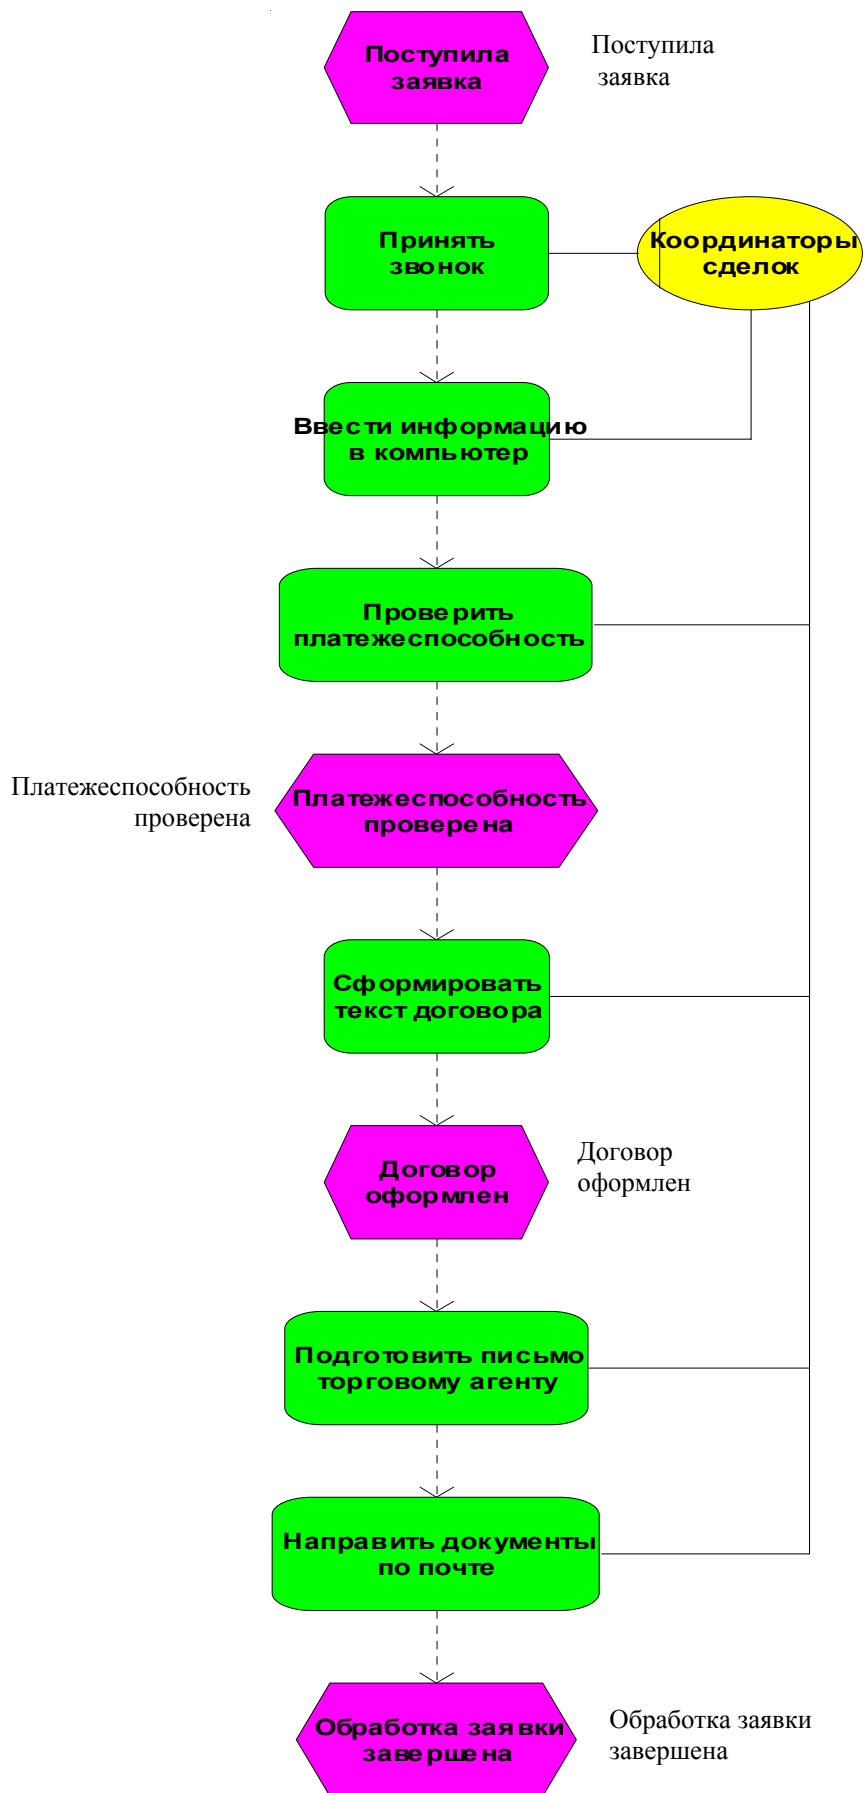 Поступила
заявка
Поступила
заявка
Принять
звонок
Координаторы
сделок
Ввести информацию
в компьютер
Проверить
платежеспособность
Платежеспособность
проверена
Платежеспособность
проверена
Сформировать
текст договора
Договор
оформлен
Договор
оформлен
Подготовить письмо
торговому агенту
Направить документы
по почте
Обработка заявки
завершена
Обработка заявки
завершена